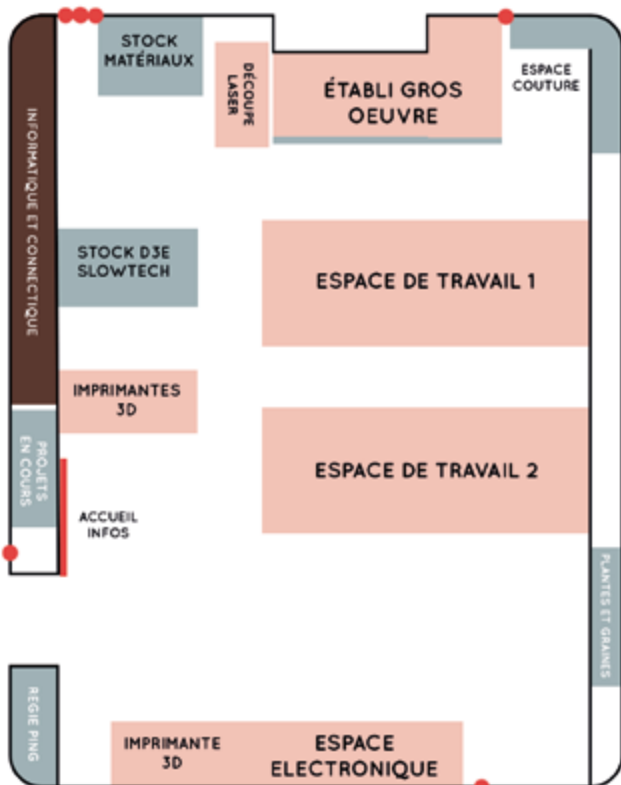 STOCK
MATÉRIAUX
DÉCOUPE
LASER
ÉTABLI GROS
OEUVRE
ESPACE
COUTURE
INFORMATIQUE ET CONNECTIQUE
STOCK D3E
SLOWTECH
ESPACE DE TRAVAIL 1
IMPRIMANTES
3D
ESPACE DE TRAVAIL 2
PROJETS
EN COURS
ACCUEIL
INFOS
PLANTES ET GRAINES
REGIE PING
IMPRIMANTE
3D
ESPACE
ELECTRONIQUE